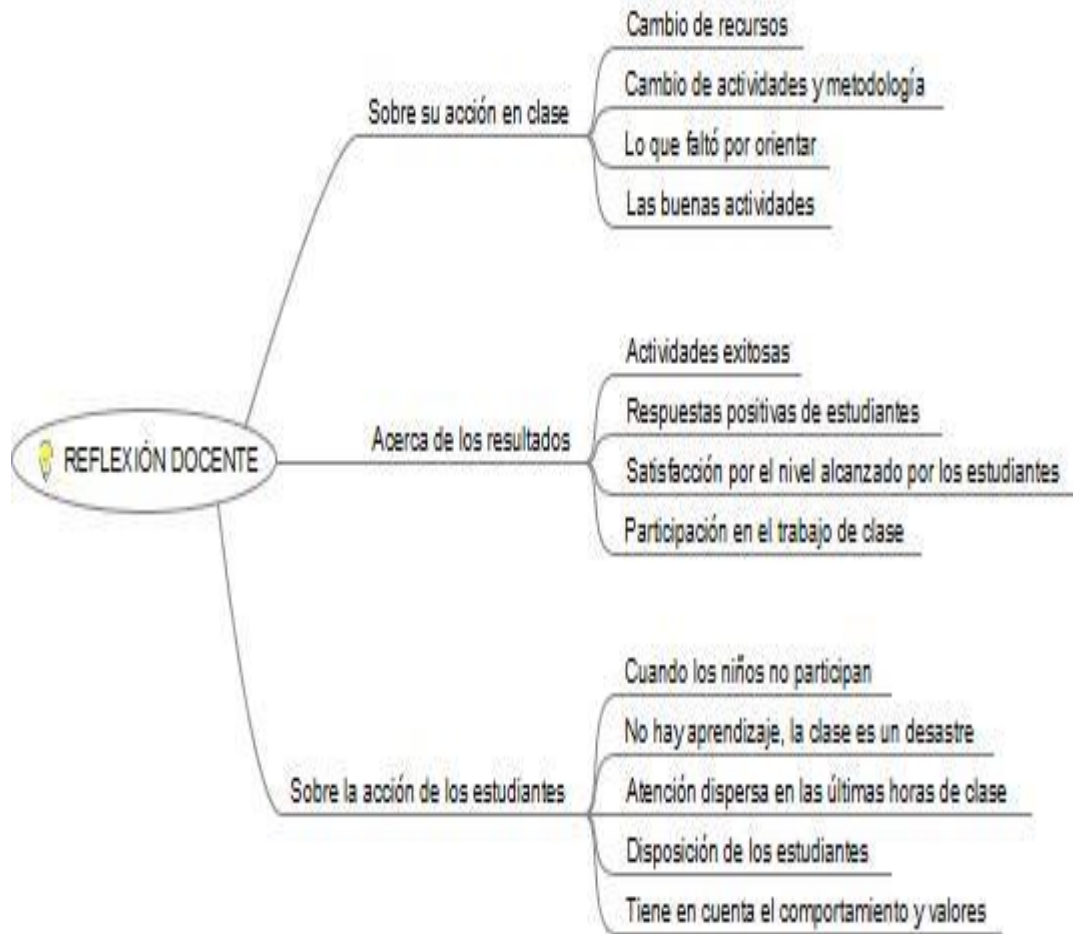 REFLEXIÓN DOCENTE
Sobre su acción en clase
Cambio de recursos
Cambio de actividades y metodología
Lo que faltó por orientar
Las buenas actividades
Acerca de los resultados
Actividades exitosas
Respuestas positivas de estudiantes
Satisfacción por el nivel alcanzado por los estudiantes
Participación en el trabajo de clase
Sobre la acción de los estudiantes
Cuando los niños no participan
No hay aprendizaje, la clase es un desastre
Atención dispersa en las últimas horas de clase
Disposición de los estudiantes
Tiene en cuenta el comportamiento y valores